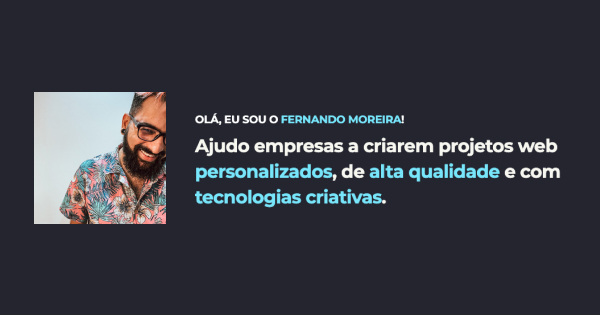 OLÁ, EU SOU O FERNANDO MOREIRA!
Ajudo empresas a criarem projetos web
personalizados, de alta qualidade e com
tecnologias criativas.